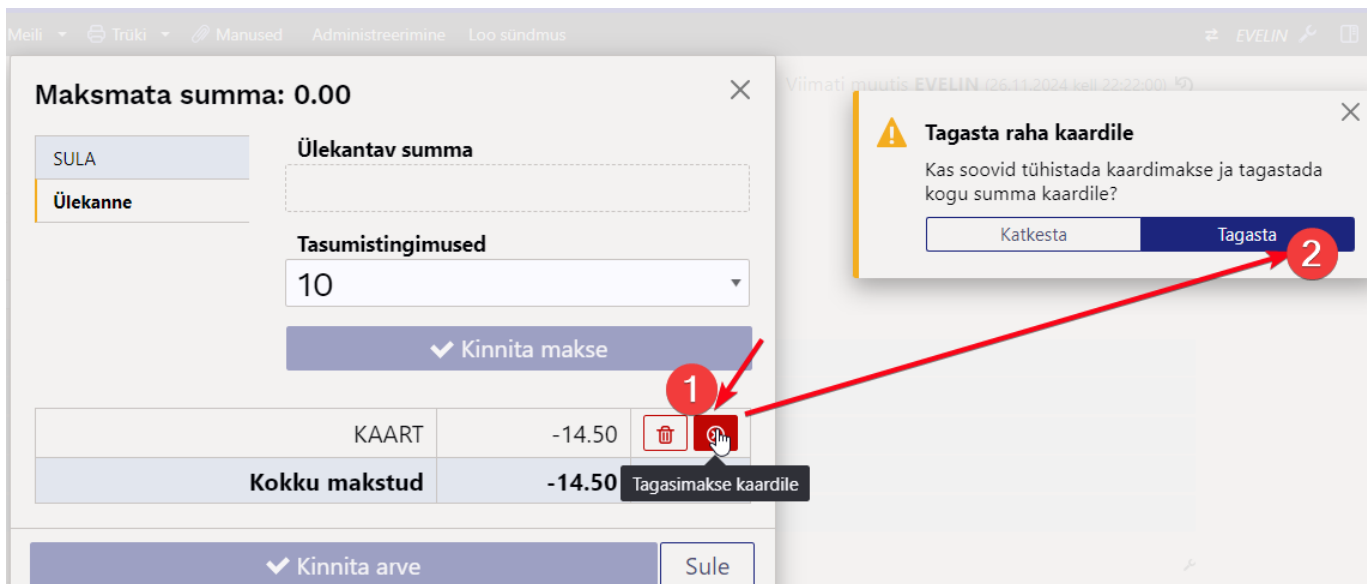 Meili Trüki Manused Administreerimine Loo sündmus EVELIN
Viimati muutis EVELIN (26.11.2024 kell 22:22:00)
Maksmata summa: 0.00
SULA
Ülekanne
Ülekantav summa
Tasumistingimused
10
Kinnita makse
KAART -14.50
Kokku makstud -14.50
Tagasimakse kaardile
Kinnita arve Sule
Tagasta raha kaardile
Kas soovid tühistada kaardimakse ja tagastada
kogu summa kaardile?
Katkesta Tagasta
1
2